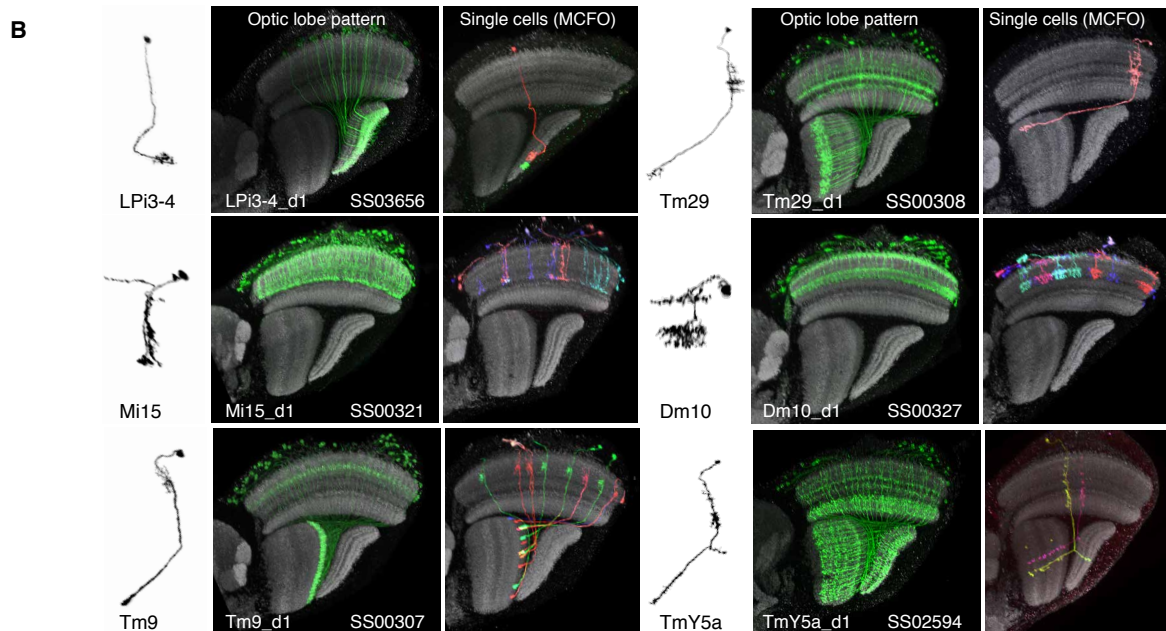 B
Optic lobe pattern Single cells (MCFO) Optic lobe pattern Single cells (MCFO)
LPi3-4 LPi3-4_d1 SS03656 Tm29 Tm29_d1 SS00308
Mi15 Mi15_d1 SS00321 Dm10 Dm10_d1 SS00327
Tm9 Tm9_d1 SS00307 TmY5a TmY5a_d1 SS02594